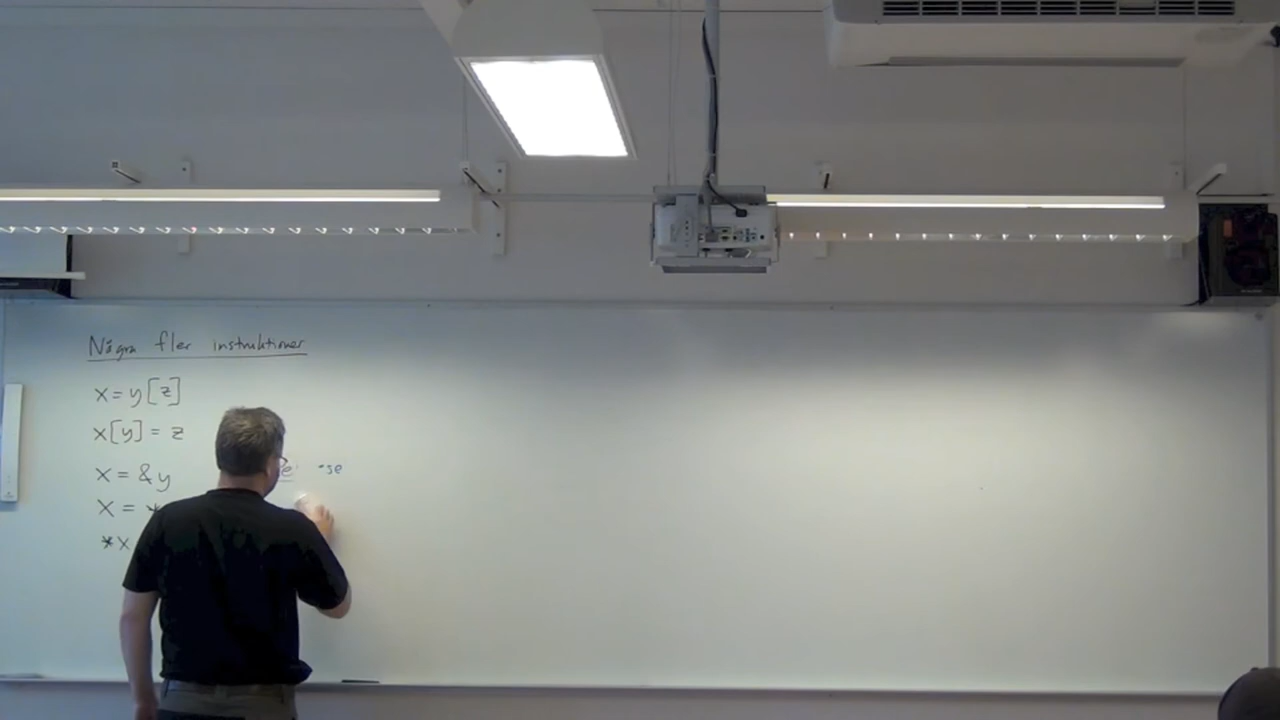 Några fler instruktioner
x = y[z]
x[y] = z
x = &y
x = *
*x